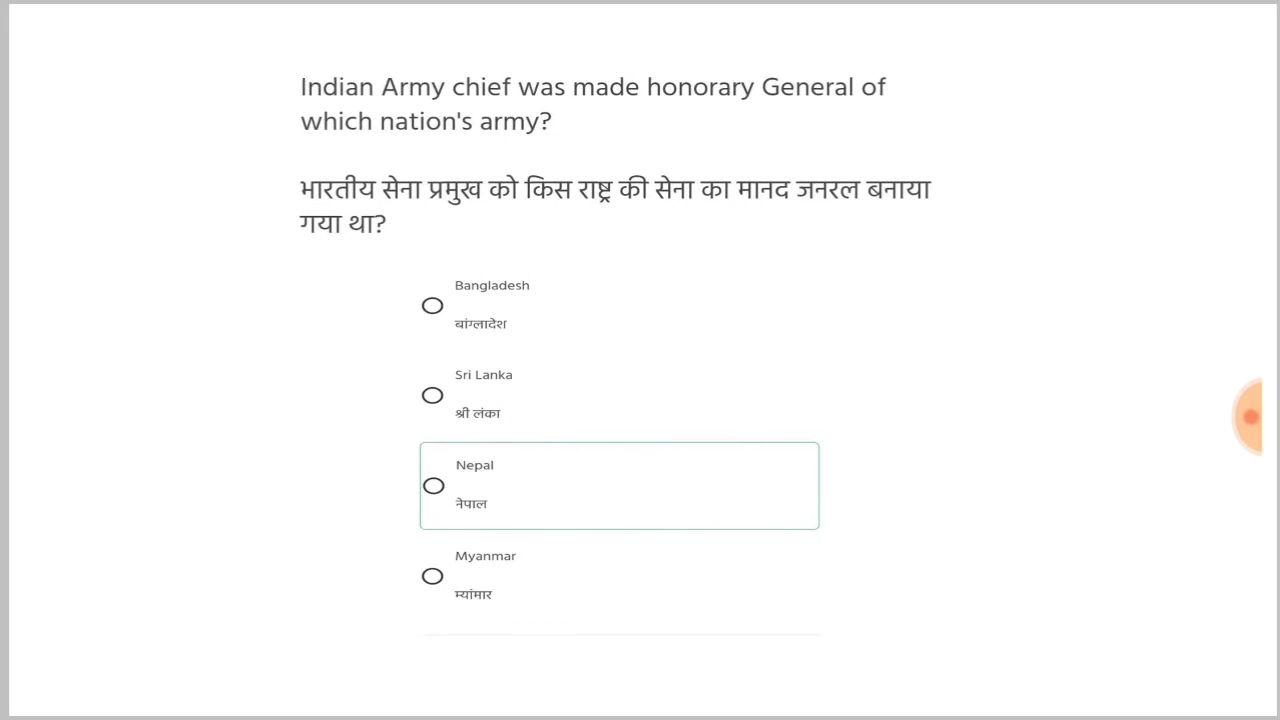 Indian Army chief was made honorary General of
which nation's army?
भारतीय सेना प्रमुख को किस राष्ट्र की सेना का मानद जनरल बनाया
गया था?
Bangladesh
बांग्लादेश
Sri Lanka
श्री लंका
Nepal
नेपाल
Myanmar
म्यांमार